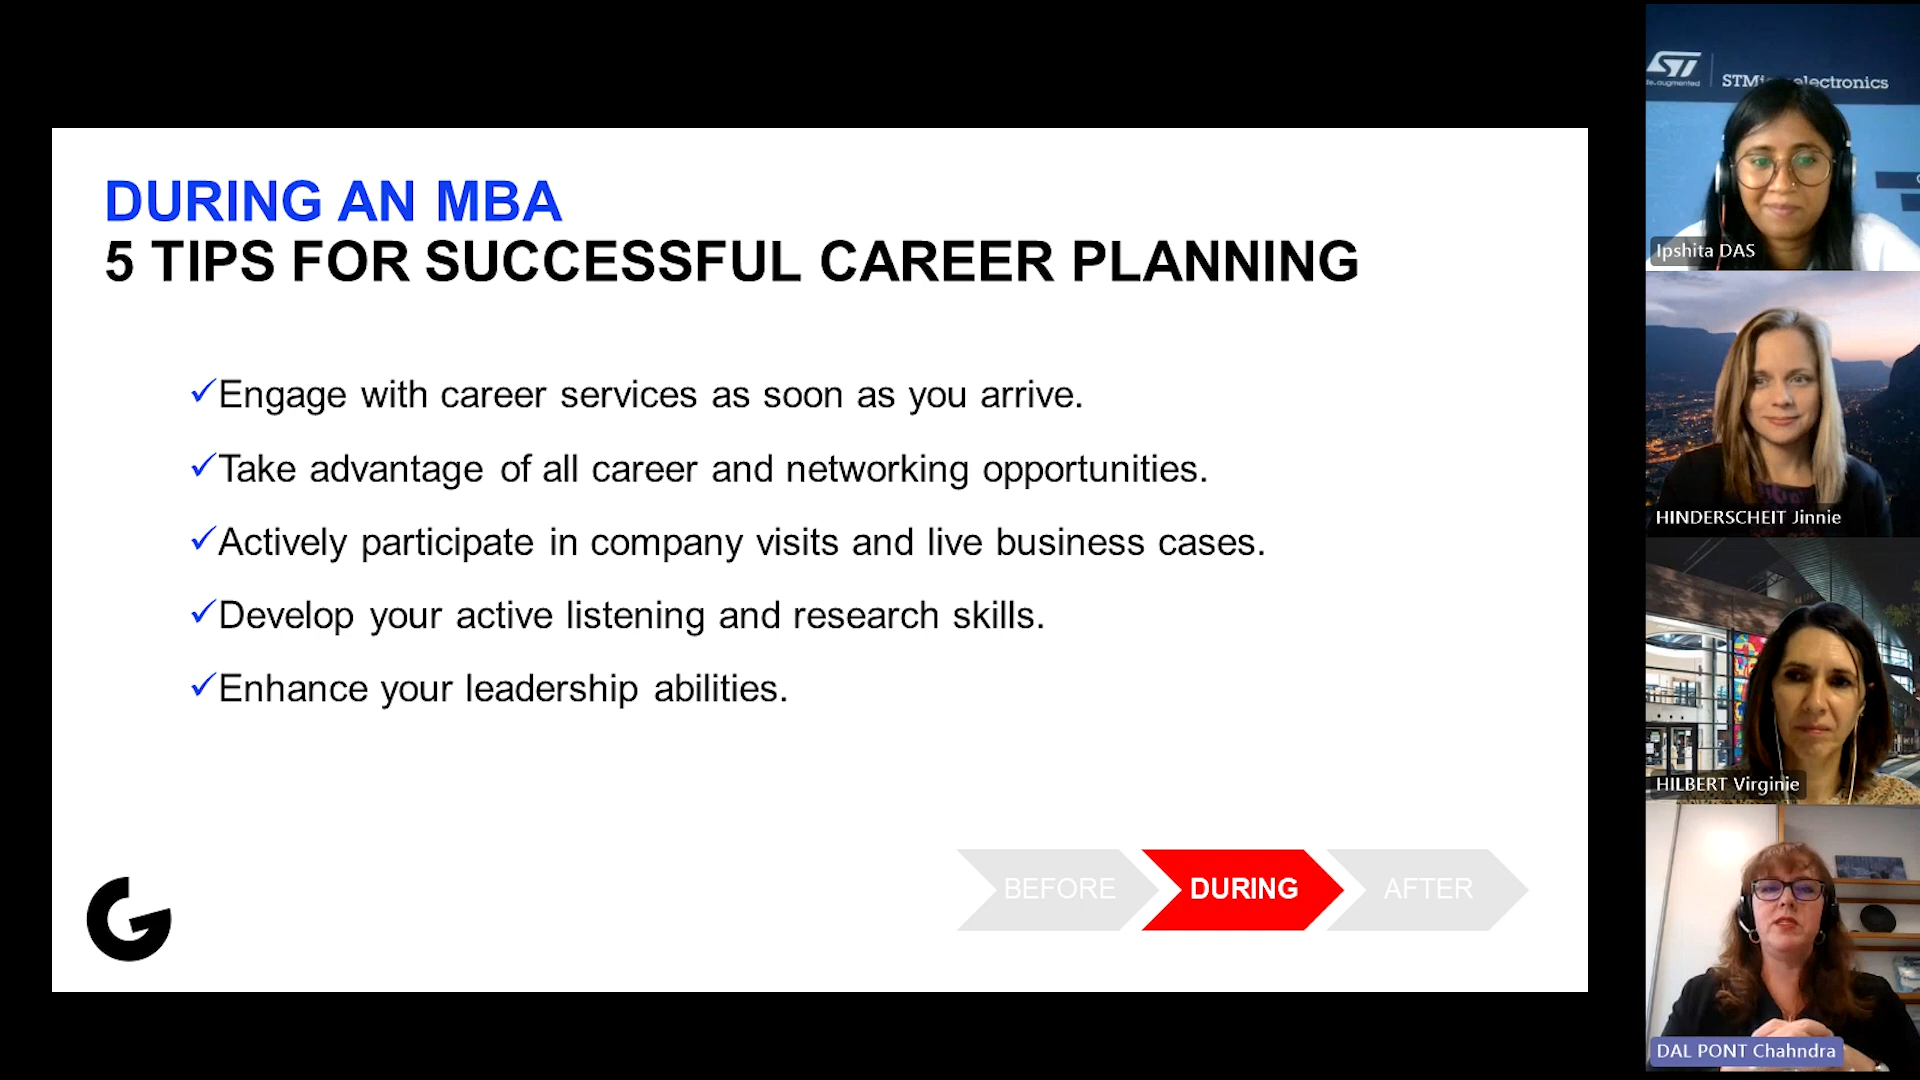 DURING AN MBA
5 TIPS FOR SUCCESSFUL CAREER PLANNING
✓Engage with career services as soon as you arrive.
✓Take advantage of all career and networking opportunities.
✓Actively participate in company visits and live business cases.
✓Develop your active listening and research skills.
✓Enhance your leadership abilities.
BEFORE
DURING
AFTER
G
ST
Ipshita DAS
HINDERSCHEIT Jinnie
HILBERT Virginie
DAL PONT Chahndra